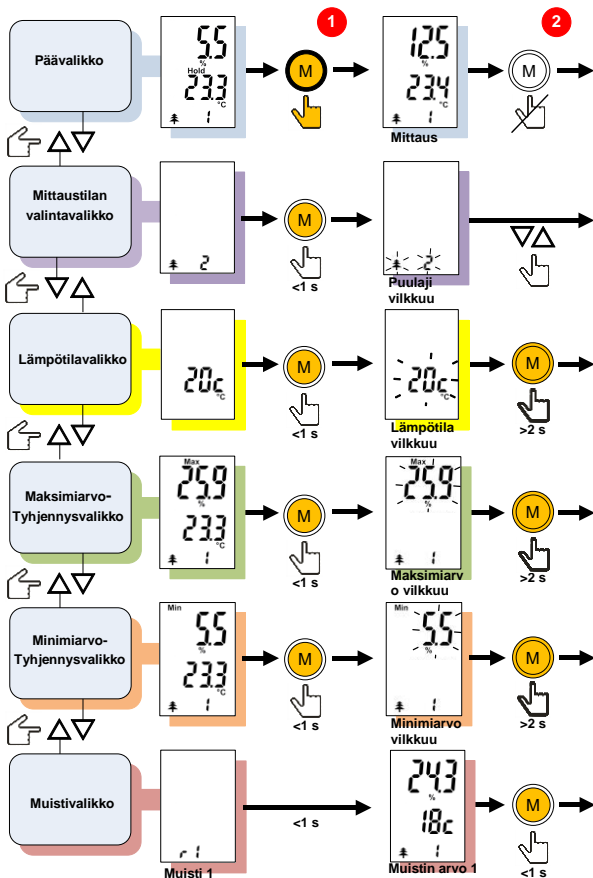 1
2
Päävalikko
5.5
%
Hold
23.3
°C
1
M
12.5
%
23.4
°C
1
Mittaus
M
Mittaustilan
valintavalikko
2
M
<1 s
2
Puulaji
vilkkuu
Lämpötilavalikko
20c
°C
M
<1 s
20c
°C
Lämpötila
vilkkuu
M
>2 s
Maksimiarvo-
Tyhjennysvalikko
Max
25.9
%
23.3
°C
1
M
<1 s
Max
25.9
%
1
Maksimiarv
o vilkkuu
M
>2 s
Minimiarvo-
Tyhjennysvalikko
Min
5.5
%
23.3
°C
1
M
<1 s
Min
5.5
%
1
Minimiarvo
vilkkuu
M
>2 s
Muistivalikko
r1
Muisti 1
<1 s
24.3
%
18c
1
Muistin arvo 1
M
<1 s